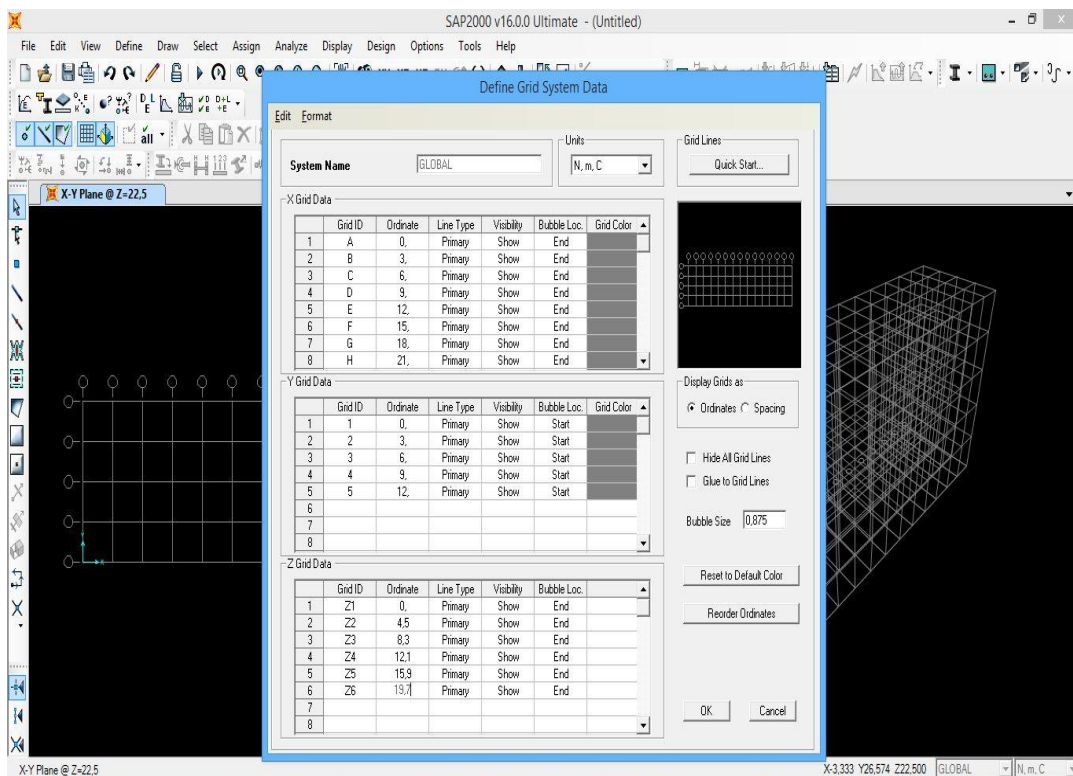 SAP2000 v16.0.0 Ultimate - (Untitled)
File Edit View Define Draw Select Assign Analyze Display Design Options Tools Help
all
X-Y Plane @ Z=22,5
Define Grid System Data
Edit Format
System Name GLOBAL
Units
N, m, C
Grid Lines
Quick Start...
X Grid Data
Grid ID Ordinate Line Type Visibility Bubble Loc. Grid Color
1 A 0, Primary Show End
2 B 3, Primary Show End
3 C 6, Primary Show End
4 D 9, Primary Show End
5 E 12, Primary Show End
6 F 15, Primary Show End
7 G 18, Primary Show End
8 H 21, Primary Show End
Y Grid Data
Grid ID Ordinate Line Type Visibility Bubble Loc. Grid Color
1 1 0, Primary Show Start
2 2 3, Primary Show Start
3 3 6, Primary Show Start
4 4 9, Primary Show Start
5 5 12, Primary Show Start
6
7
8
Z Grid Data
Grid ID Ordinate Line Type Visibility Bubble Loc.
1 Z1 0, Primary Show End
2 Z2 4,5 Primary Show End
3 Z3 8,3 Primary Show End
4 Z4 12,1 Primary Show End
5 Z5 15,9 Primary Show End
6 Z6 19,7 Primary Show End
7
8
Display Grids as
Ordinates Spacing
Hide All Grid Lines
Glue to Grid Lines
Bubble Size 0,875
Reset to Default Color
Reorder Ordinates
OK Cancel
X-Y Plane @ Z=22,5
X-3,333 Y26,574 Z22,500 GLOBAL N, m, C